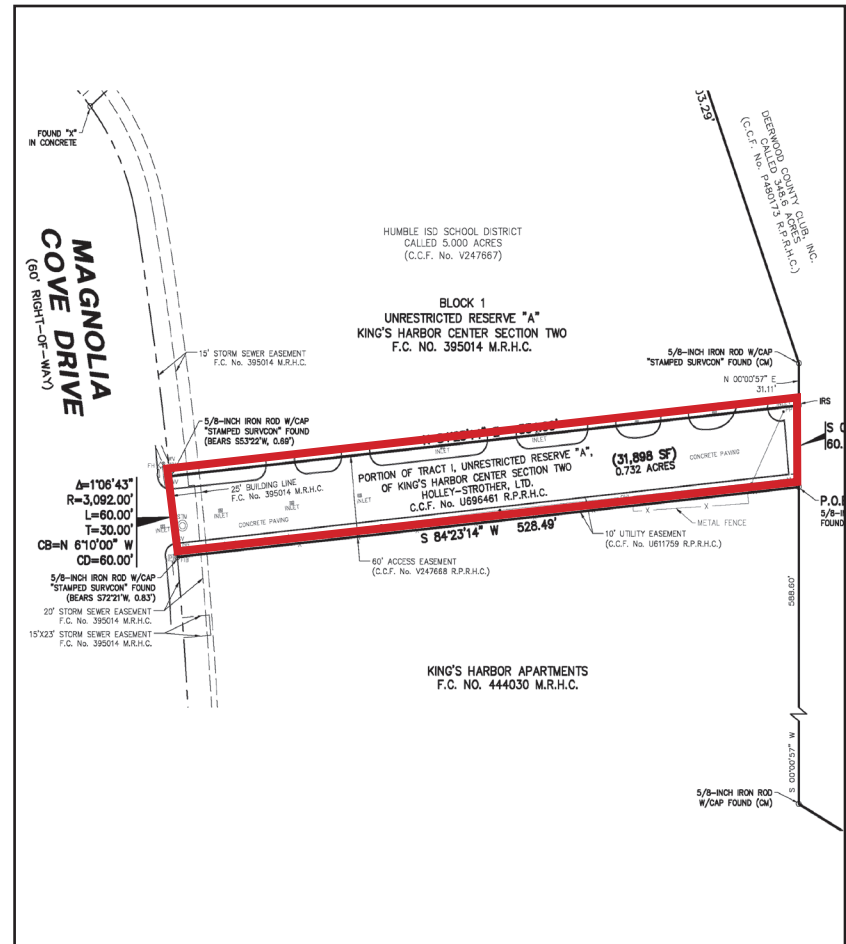 03.29'
DEERWOOD COUNTY CLUB, INC.
CALLED 348.6 ACRES
(C.C.F. No. P480173 R.P.R.H.C.)
FOUND "X"
IN CONCRETE
MAGNOLIA
COVE DRIVE
(60' RIGHT-OF-WAY)
HUMBLE ISD SCHOOL DISTRICT
CALLED 5.000 ACRES
(C.C.F. No. V247667)
BLOCK 1
UNRESTRICTED RESERVE "A"
KING'S HARBOR CENTER SECTION TWO
F.C. NO. 395014 M.R.H.C.
15' STORM SEWER EASEMENT
F.C. No. 395014 M.R.H.C.
5/8-INCH IRON ROD W/CAP
"STAMPED SURVCON" FOUND (CM)
N 00°00'57" E
31.11'
IRS
5/8-INCH IRON ROD W/CAP
"STAMPED SURVCON" FOUND
(BEARS S53°22'W, 0.69')
INLET
INLET
PP
S
60.
PORTION OF TRACT I, UNRESTRICTED RESERVE "A",
OF KING'S HARBOR CENTER SECTION TWO
HOLLEY-STROTHER, LTD.
C.C.F. No. U696461 R.P.R.H.C.
(31,898 SF)
0.732 ACRES
CONCRETE PAVING
FH
Δ=1°06'43"
R=3,092.00'
L=60.00'
T=30.00'
CB=N 6°10'00" W
CD=60.00'
25' BUILDING LINE
F.C. No. 395014 M.R.H.C.
INLET
INLET
INLET
INLET
CONCRETE PAVING
S 84°23'14" W 528.49'
X X
METAL FENCE
10' UTILITY EASEMENT
(C.C.F. No. U611759 R.P.R.H.C.)
P.O.
5/8-I
FOUND
5/8-INCH IRON ROD W/CAP
"STAMPED SURVCON" FOUND
(BEARS S72°21'W, 0.83')
60' ACCESS EASEMENT
(C.C.F. No. V247668 R.P.R.H.C.)
20' STORM SEWER EASEMENT
F.C. No. 395014 M.R.H.C.
15'X23' STORM SEWER EASEMENT
F.C. No. 395014 M.R.H.C.
588.60'
KING'S HARBOR APARTMENTS
F.C. NO. 444030 M.R.H.C.
S 00°00'57" W
5/8-INCH IRON ROD
W/CAP FOUND (CM)